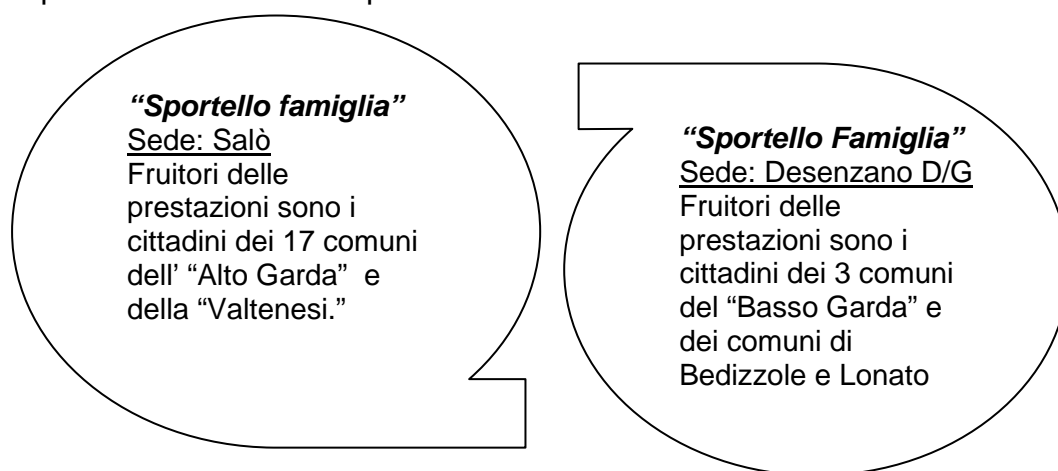 “Sportello famiglia”
Sede: Salò
Fruitori delle
prestazioni sono i
cittadini dei 17 comuni
dell’ “Alto Garda” e
della “Valtenesi.”
“Sportello Famiglia”
Sede: Desenzano D/G
Fruitori delle
prestazioni sono i
cittadini dei 3 comuni
del “Basso Garda” e
dei comuni di
Bedizzole e Lonato